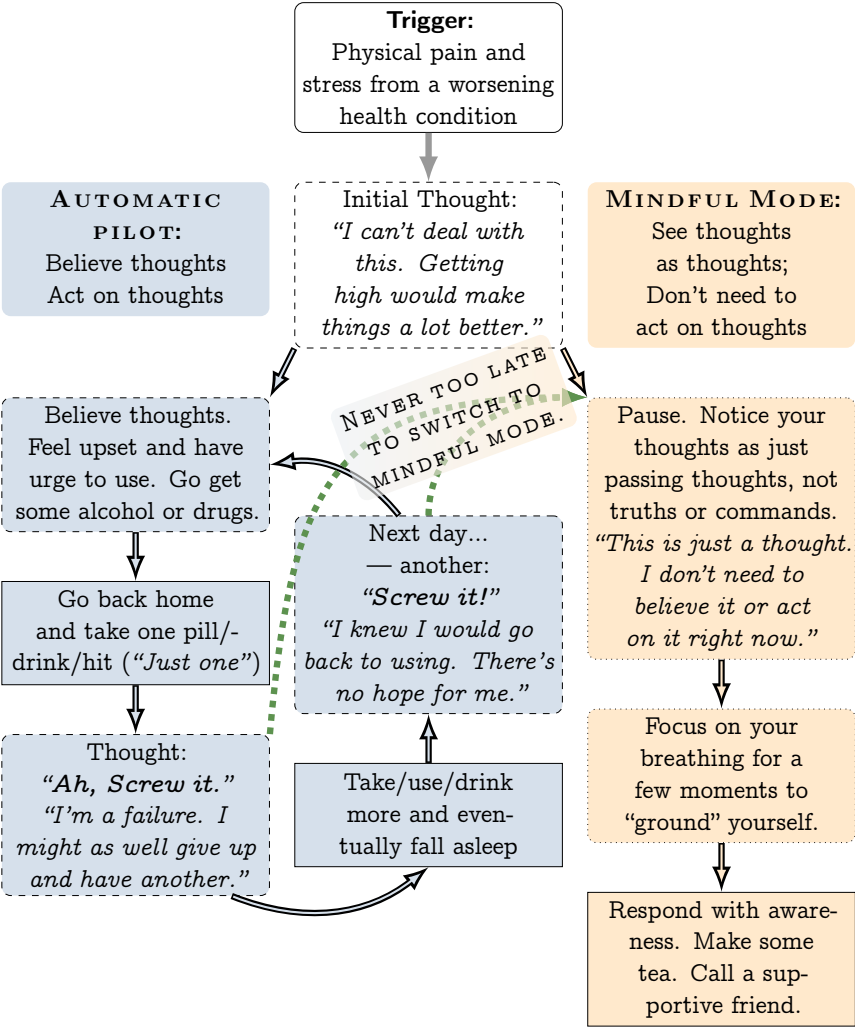 Trigger:
Physical pain and
stress from a worsening
health condition
AUTOMATIC
PILOT:
Believe thoughts
Act on thoughts
Initial Thought:
“I can't deal with
this. Getting
high would make
things a lot better.”
MINDFUL MODE:
See thoughts
as thoughts;
Don't need to
act on thoughts
NEVER TOO LATE
TO SWITCH TO
MINDFUL MODE.
Believe thoughts.
Feel upset and have
urge to use. Go get
some alcohol or drugs.
Go back home
and take one pill/-
drink/hit (“Just one”)
Thought:
“Ah, Screw it.”
“I'm a failure. I
might as well give up
and have another.”
Take/use/drink
more and even-
tually fall asleep
Next day...
— another:
“Screw it!”
“I knew I would go
back to using. There's
no hope for me.”
Pause. Notice your
thoughts as just
passing thoughts, not
truths or commands.
“This is just a thought.
I don't need to
believe it or act
on it right now.”
Focus on your
breathing for a
few moments to
“ground” yourself.
Respond with aware-
ness. Make some
tea. Call a sup-
portive friend.